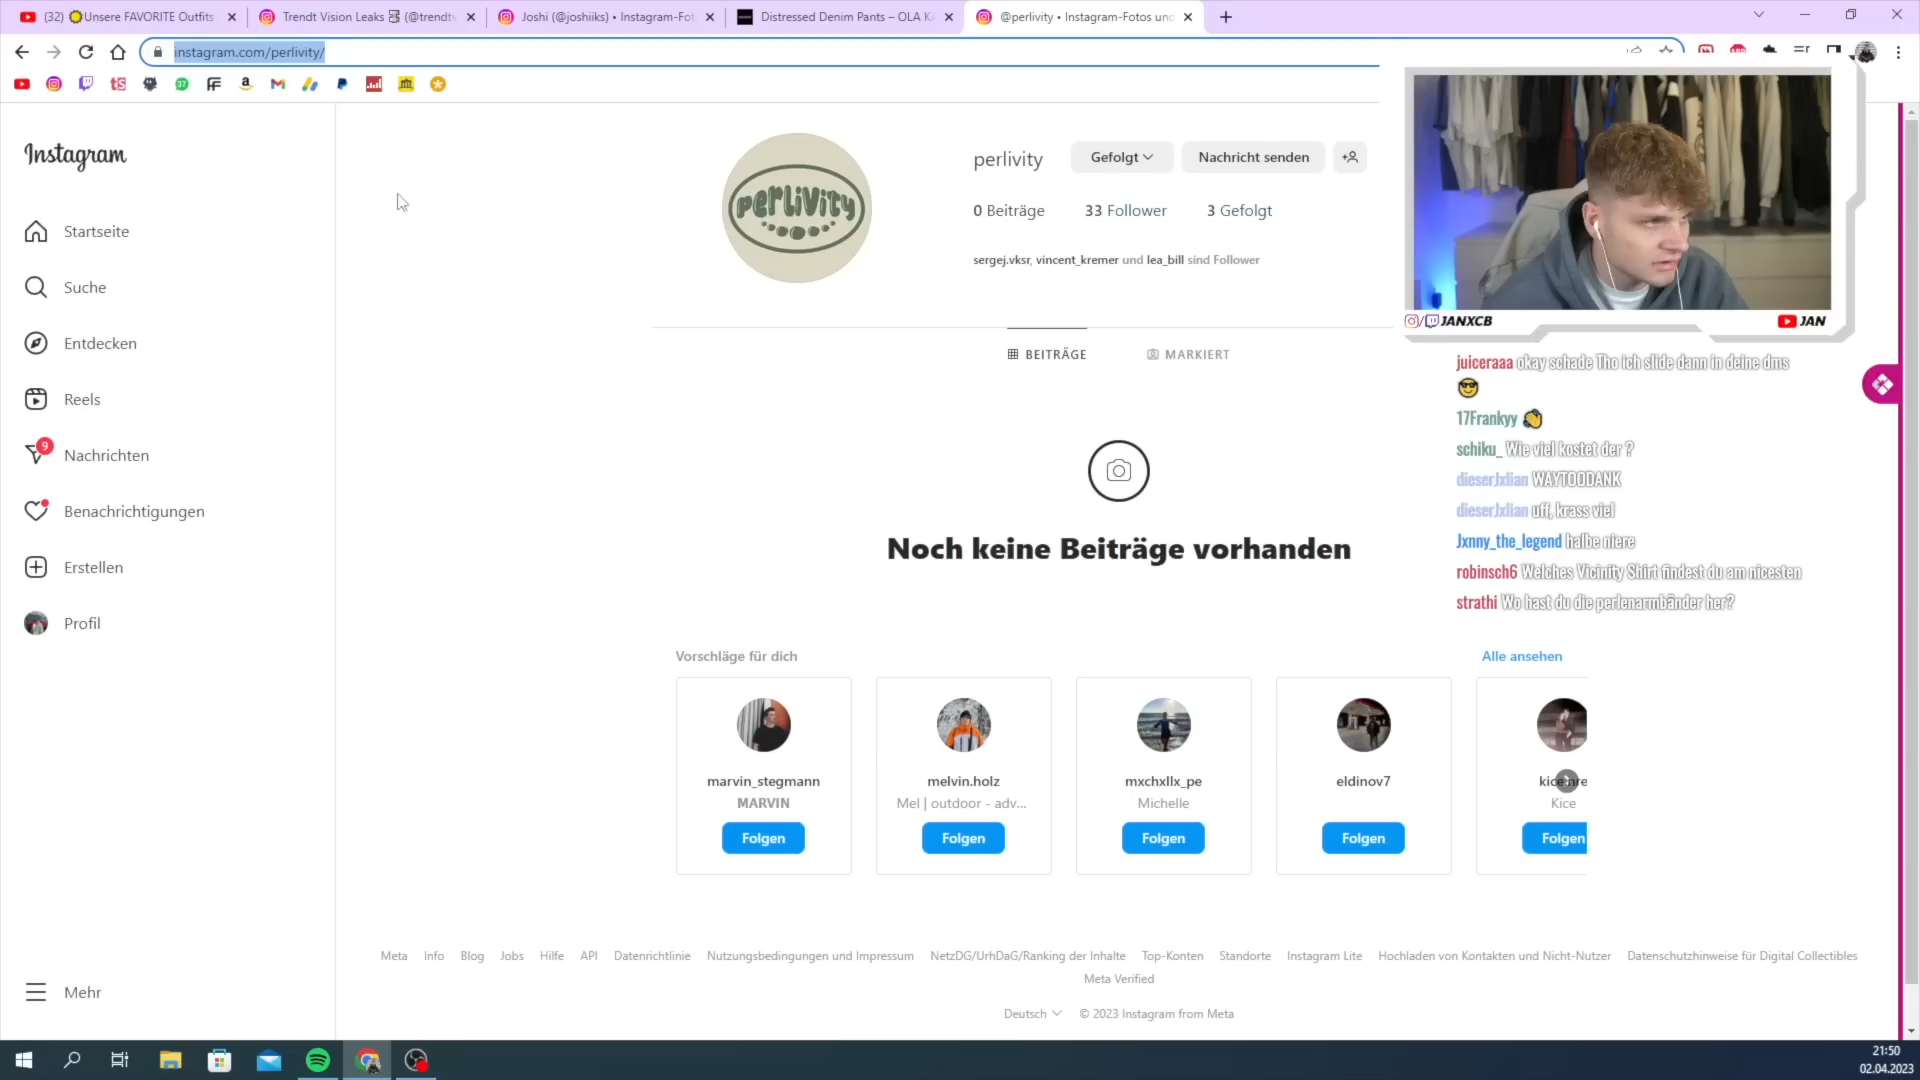 (32) 🌞Unsere FAVORITE Outfits
Trendt Vision Leaks (@trendtv
Joshi (@joshiiks) • Instagram-Fot
Distressed Denim Pants – OLA K
@perlivity • Instagram-Fotos und
instagram.com/perlivity/
Instagram
Startseite
Suche
Entdecken
Reels
9
Nachrichten
Benachrichtigungen
Erstellen
Profil
Mehr
perlivity
perlivity
Gefolgt
Nachricht senden
0 Beiträge
33 Follower
3 Gefolgt
sergej.vksr, vincent_kremer und lea_bill sind Follower
BEITRÄGE
MARKIERT
Noch keine Beiträge vorhanden
JANXCB
JAN
juiceraaa okay schade Tho ich slide dann in deine dms
😎
17Frankyy 👏
schiku_ Wie viel kostet der ?
dieserJxlian WAYTOODANK
dieserJxlian uff, krass viel
Jxnny_the_legend halbe niere
robinsch6 Welches Vicinity Shirt findest du am nicesten
strathi Wo hast du die perlenarmbänder her?
Vorschläge für dich
Alle ansehen
marvin_stegmann
MARVIN
Folgen
melvin.holz
Mel | outdoor - adv...
Folgen
mxchxllx_pe
Michelle
Folgen
eldinov7
Folgen
Kice
Folgen
Meta
Info
Blog
Jobs
Hilfe
API
Datenrichtlinie
Nutzungsbedingungen und Impressum
NetzDG/UrhDaG/Ranking der Inhalte
Top-Konten
Standorte
Instagram Lite
Hochladen von Kontakten und Nicht-Nutzer
Datenschutzhinweise für Digital Collectibles
Meta Verified
Deutsch
© 2023 Instagram from Meta
21:50
02.04.2023